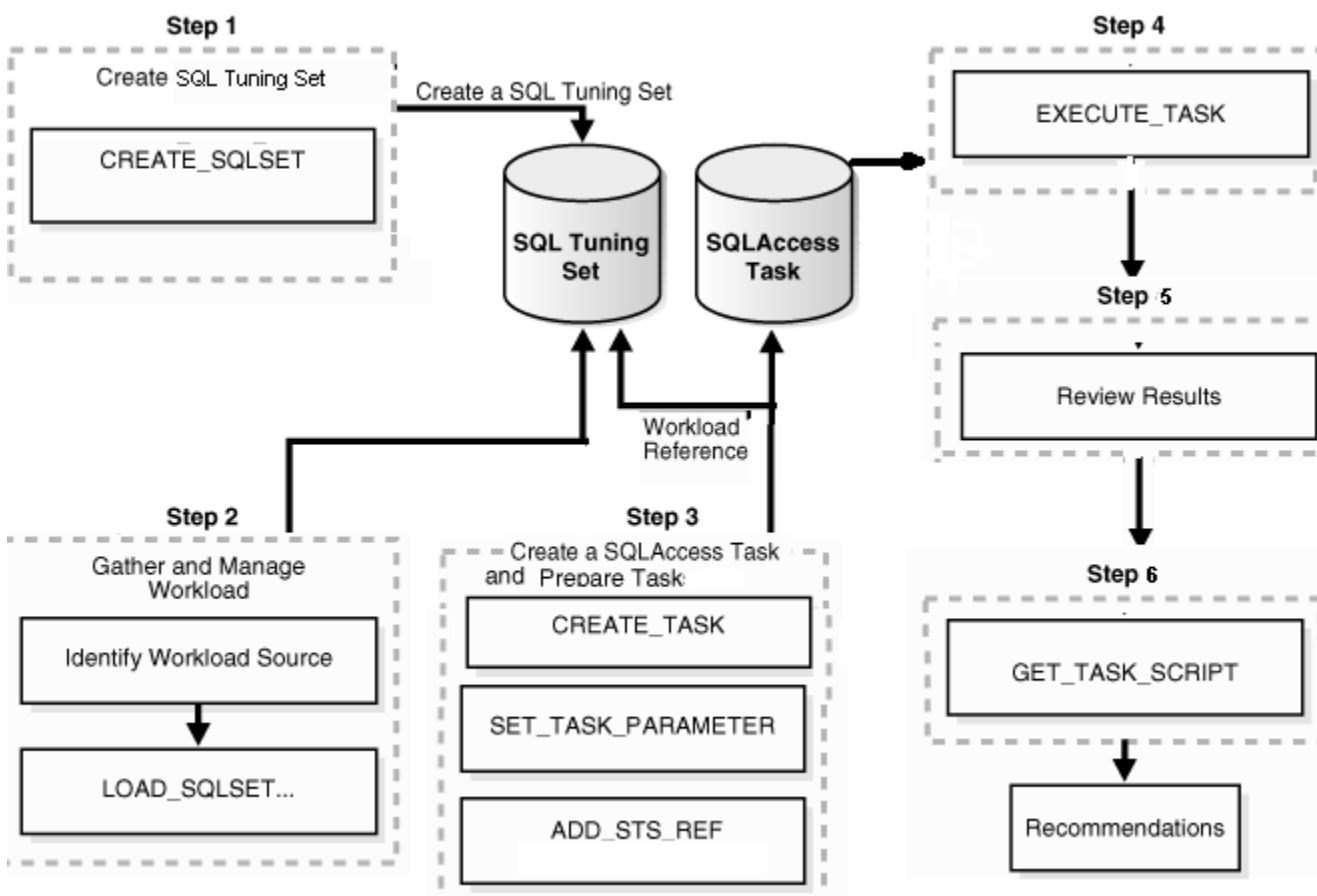 Step 1
Create SQL Tuning Set
CREATE_SQLSET
Create a SQL Tuning Set
SQL Tuning
Set
SQLAccess
Task
Workload
Reference
Step 2
Gather and Manage
Workload
Identify Workload Source
LOAD_SQLSET...
Step 3
Create a SQLAccess Task
and Prepare Task
CREATE_TASK
SET_TASK_PARAMETER
ADD_STS_REF
Step 4
EXECUTE_TASK
Step 5
Review Results
Step 6
GET_TASK_SCRIPT
Recommendations